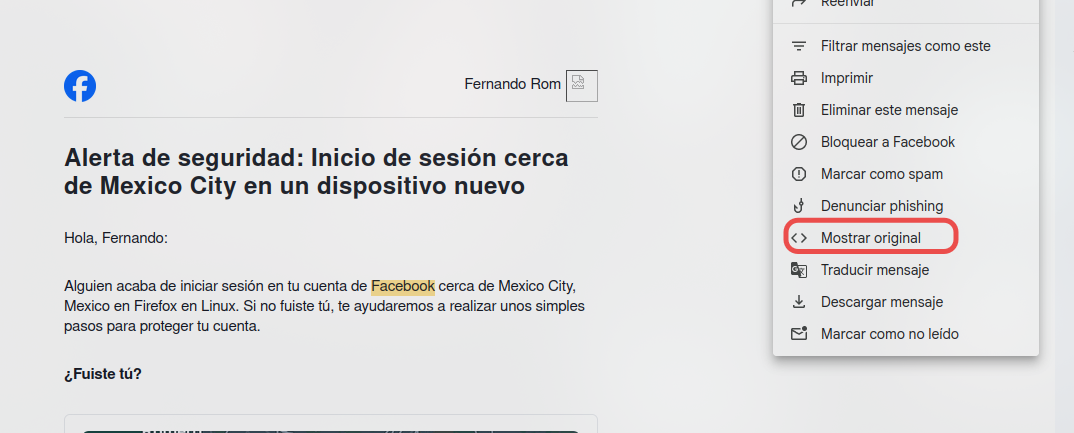 Reenviar
Filtrar mensajes como este
Imprimir
Eliminar este mensaje
Bloquear a Facebook
Marcar como spam
Denunciar phishing
Mostrar original
Traducir mensaje
Descargar mensaje
Marcar como no leído
Fernando Rom
Alerta de seguridad: Inicio de sesión cerca
de Mexico City en un dispositivo nuevo
Hola, Fernando:
Alguien acaba de iniciar sesión en tu cuenta de Facebook cerca de Mexico City,
Mexico en Firefox en Linux. Si no fuiste tú, te ayudaremos a realizar unos simples
pasos para proteger tu cuenta.
¿Fuiste tú?